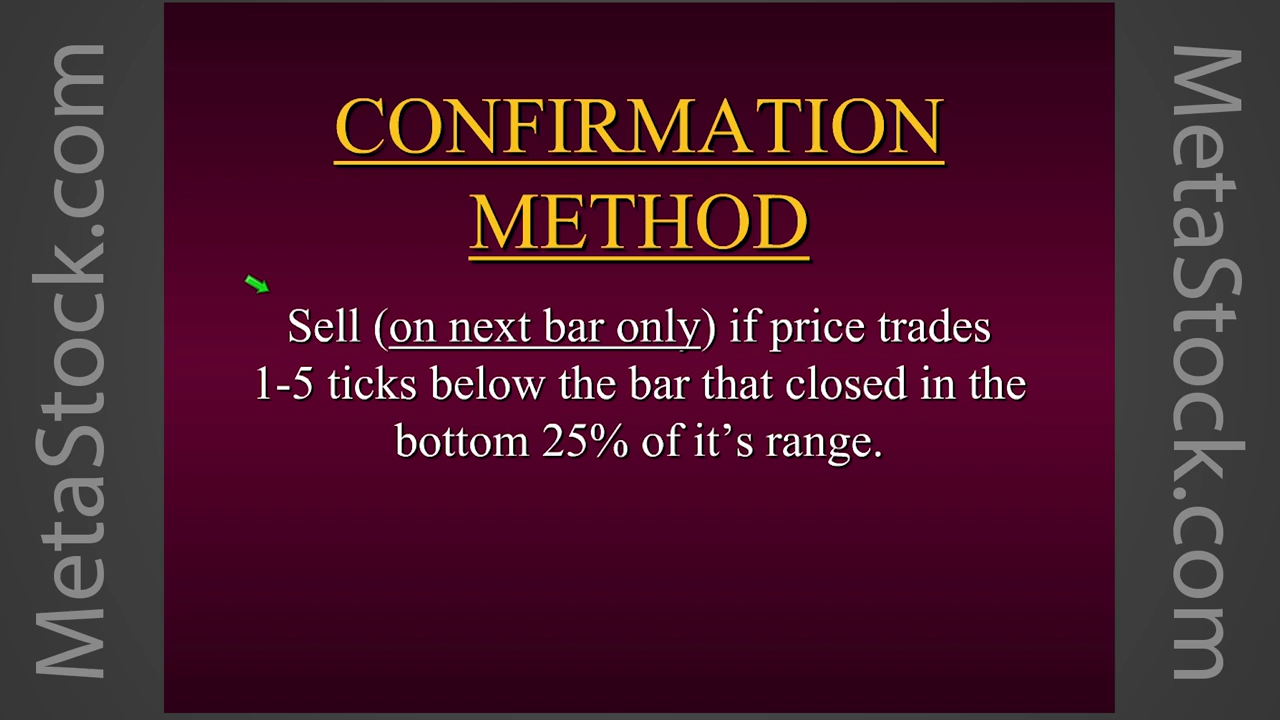 MetaStock.com
CONFIRMATION
METHOD
Sell (on next bar only) if price trades
1-5 ticks below the bar that closed in the
bottom 25% of it’s range.
MetaStock.com